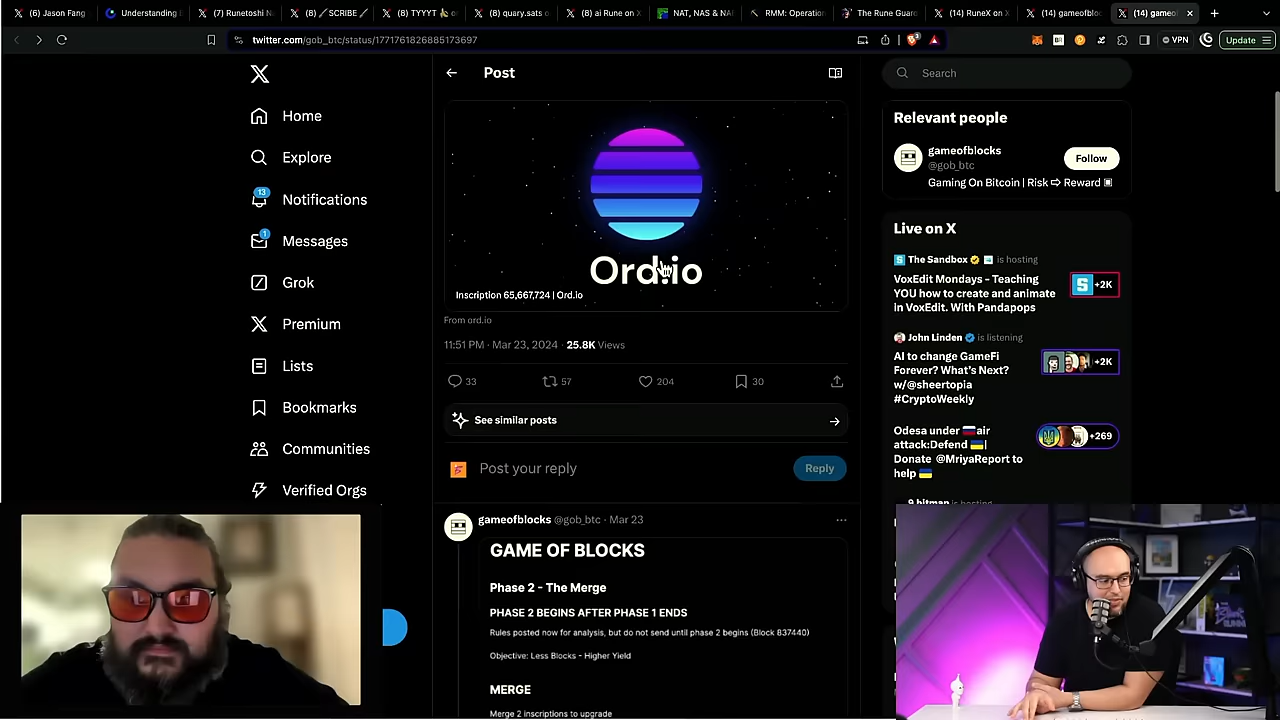 (6) Jason Fang
Understanding
(7) Runetoshi N
(8) 🖊 SCRIBE 🖊
(8) TYYYT 🍌 o
(8) quary.sats o
(8) ai Rune on X
NAT, NAS & NA
RMM: Operation
The Rune Guar
(14) RuneX on X
(14) gameofbloc
(14) gameo
twitter.com/gob_btc/status/1771761826885173697
VPN
Update
Home
Explore
13
Notifications
1
Messages
Grok
Premium
Lists
Bookmarks
Communities
Verified Orgs
Post
Ord.io
Inscription 65,667,724 | Ord.io
From ord.io
11:51 PM · Mar 23, 2024 · 25.8K Views
33
57
204
30
See similar posts
Post your reply
Reply
gameofblocks @gob_btc · Mar 23
GAME OF BLOCKS
Phase 2 - The Merge
PHASE 2 BEGINS AFTER PHASE 1 ENDS
Rules posted now for analysis, but do not send until phase 2 begins (Block 837440)
Objective: Less Blocks - Higher Yield
MERGE
Merge 2 inscriptions to upgrade
Search
Relevant people
gameofblocks
@gob_btc
Follow
Gaming On Bitcoin | Risk ⇨ Reward ▣
Live on X
The Sandbox is hosting
VoxEdit Mondays - Teaching
YOU how to create and animate
in VoxEdit. With Pandapops
+2K
John Linden is listening
AI to change GameFi
Forever? What's Next?
w/@sheertopia
#CryptoWeekly
+2K
Odesa under 🇷🇺air
attack:Defend 🇺🇦|
Donate @MriyaReport to
help 🇺🇦
+269